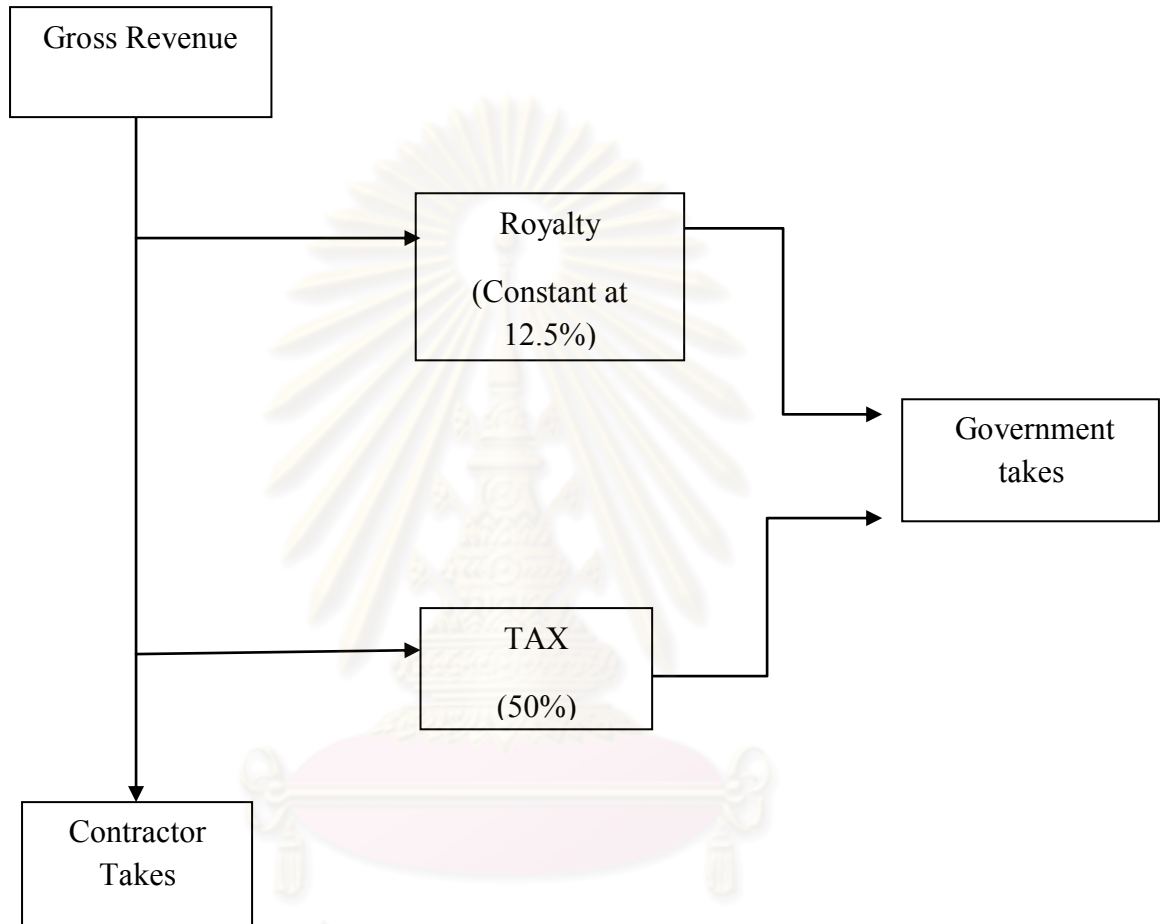 Gross Revenue
Royalty
(Constant at
12.5%)
Government
takes
TAX
(50%)
Contractor
Takes